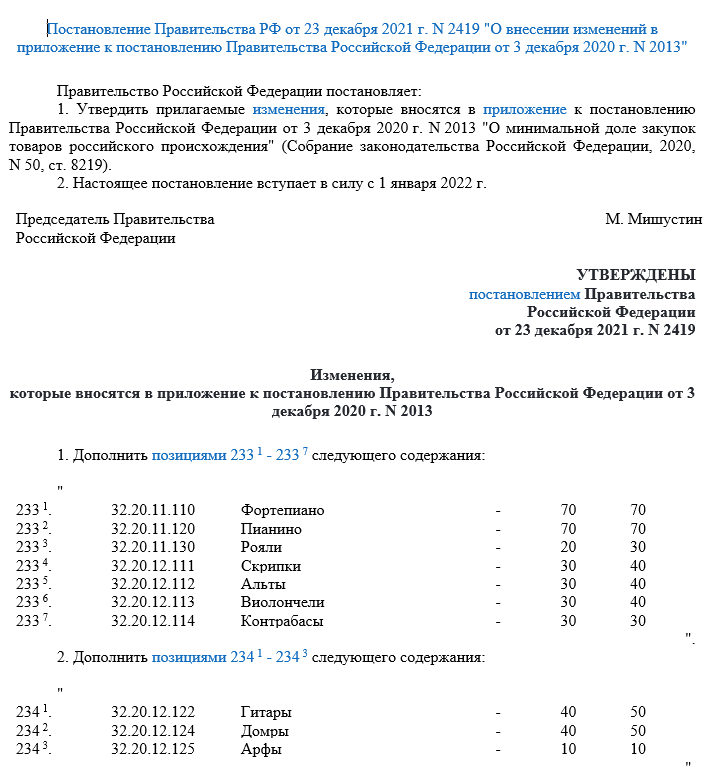 Постановление Правительства РФ от 23 декабря 2021 г. N 2419 "О внесении изменений в
приложение к постановлению Правительства Российской Федерации от 3 декабря 2020 г. N 2013"
Правительство Российской Федерации постановляет:
1. Утвердить прилагаемые изменения, которые вносятся в приложение к постановлению
Правительства Российской Федерации от 3 декабря 2020 г. N 2013 "О минимальной доле закупок
товаров российского происхождения" (Собрание законодательства Российской Федерации, 2020,
N 50, ст. 8219).
2. Настоящее постановление вступает в силу с 1 января 2022 г.
Председатель Правительства М. Мишустин
Российской Федерации
УТВЕРЖДЕНЫ
постановлением Правительства
Российской Федерации
от 23 декабря 2021 г. N 2419
Изменения,
которые вносятся в приложение к постановлению Правительства Российской Федерации от 3
декабря 2020 г. N 2013
1. Дополнить позициями 233 ¹ - 233 ⁷ следующего содержания:
"
233 ¹. 32.20.11.110 Фортепиано - 70 70
233 ². 32.20.11.120 Пианино - 70 70
233 ³. 32.20.11.130 Рояли - 20 30
233 ⁴. 32.20.12.111 Скрипки - 30 40
233 ⁵. 32.20.12.112 Альты - 30 40
233 ⁶. 32.20.12.113 Виолончели - 30 40
233 ⁷. 32.20.12.114 Контрабасы - 30 30
".
2. Дополнить позициями 234 ¹ - 234 ³ следующего содержания:
"
234 ¹. 32.20.12.122 Гитары - 40 50
234 ². 32.20.12.124 Домры - 40 50
234 ³. 32.20.12.125 Арфы - 10 10
"